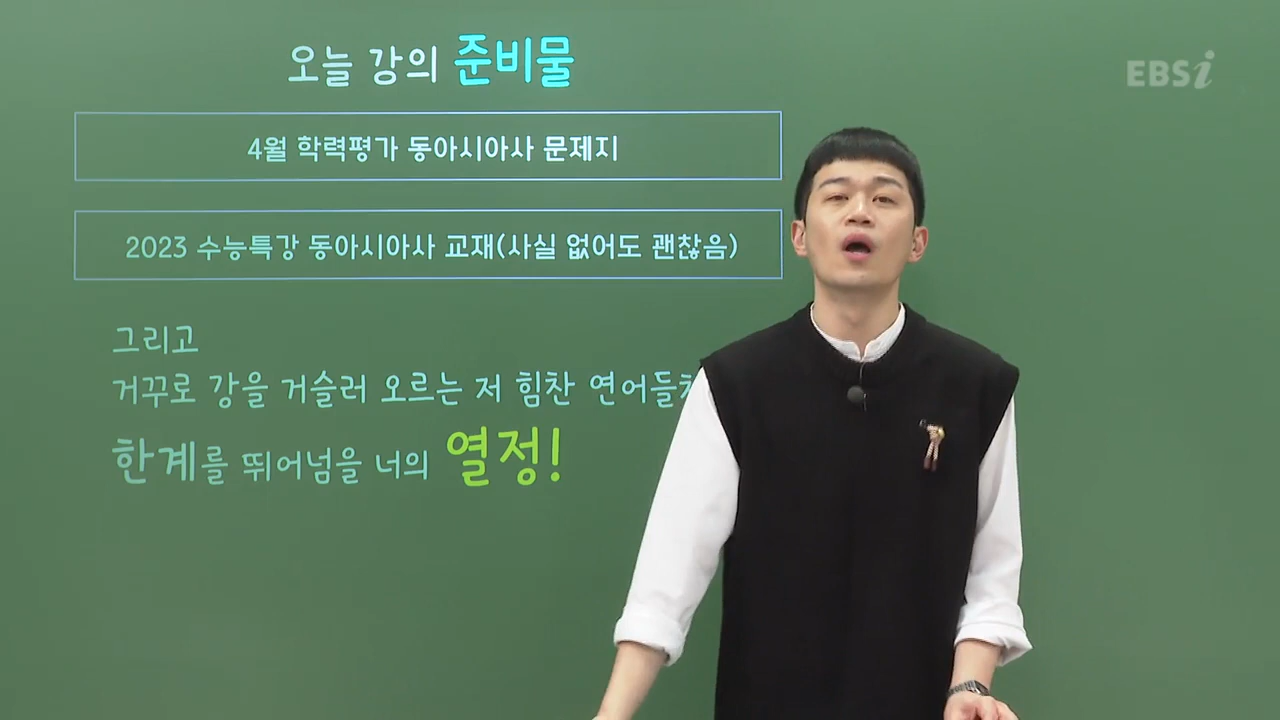 오늘 강의 준비물
EBSi
4월 학력평가 동아시아사 문제지
2023 수능특강 동아시아사 교재(사실 없어도 괜찮음)
그리고
거꾸로 강을 거슬러 오르는 저 힘찬 연어들
한계를 뛰어넘을 너의 열정!